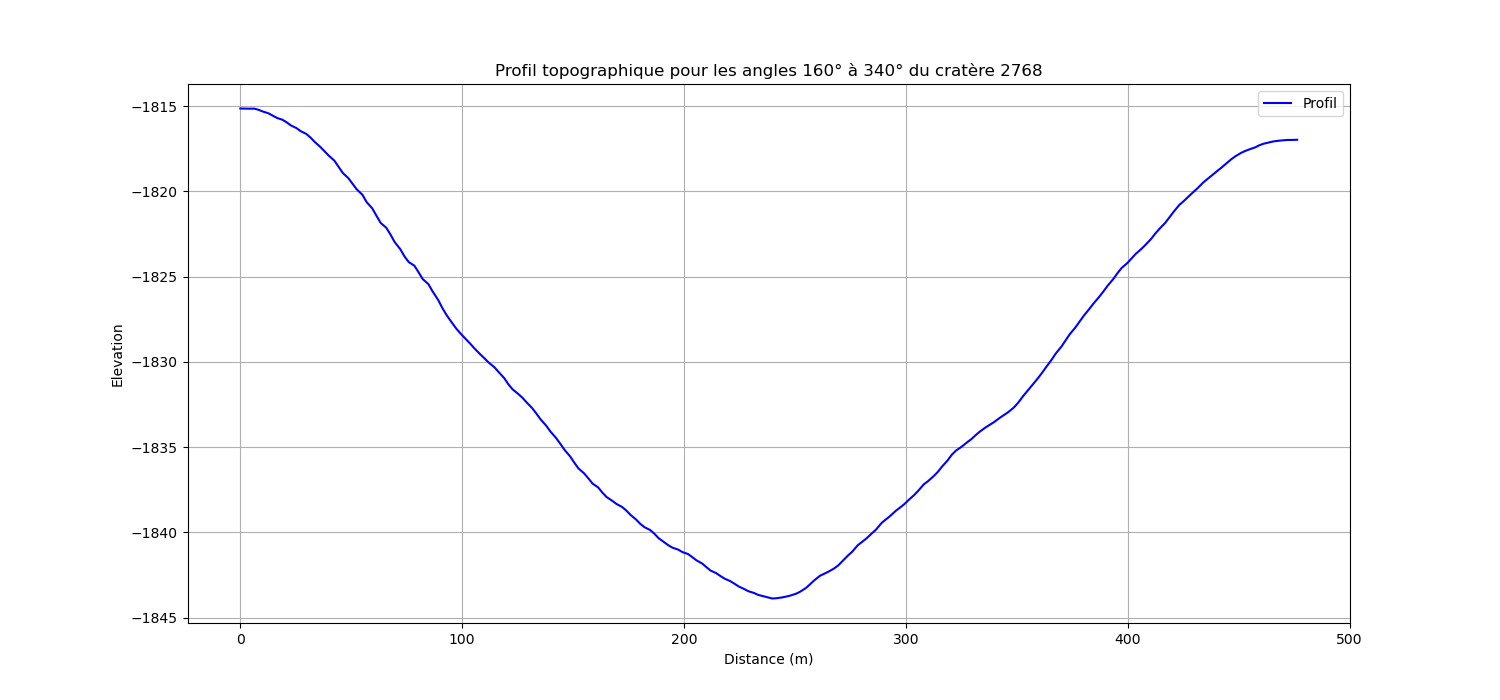 Profil topographique pour les angles 160° à 340° du cratère 2768
Profil
Elevation
−1815
−1820
−1825
−1830
−1835
−1840
−1845
0 100 200 300 400 500
Distance (m)